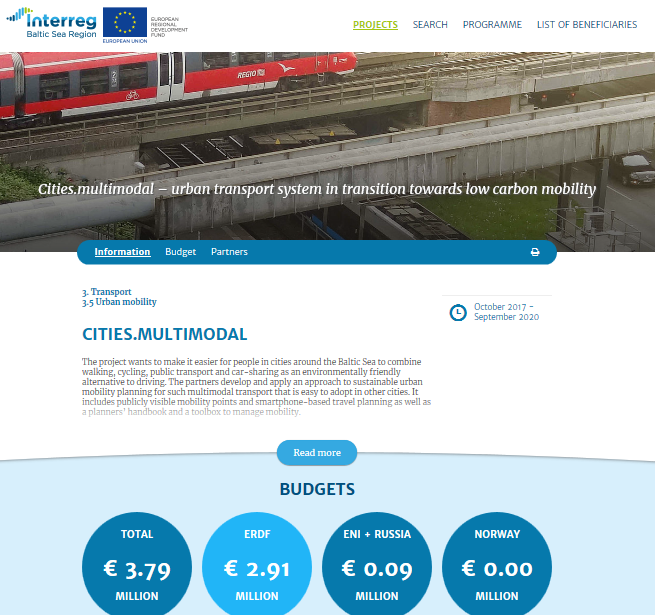 Interreg
Baltic Sea Region
EUROPEAN UNION
EUROPEAN
REGIONAL
DEVELOPMENT
FUND
PROJECTS
SEARCH
PROGRAMME
LIST OF BENEFICIARIES
2
REGIO
Cities.multimodal – urban transport system in transition towards low carbon mobility
Information
Budget
Partners
3. Transport
3.5 Urban mobility
October 2017 -
September 2020
CITIES.MULTIMODAL
The project wants to make it easier for people in cities around the Baltic Sea to combine
walking, cycling, public transport and car-sharing as an environmentally friendly
alternative to driving. The partners develop and apply an approach to sustainable urban
mobility planning for such multimodal transport that is easy to adopt in other cities. It
includes publicly visible mobility points and smartphone-based travel planning as well as
a planners' handbook and a toolbox to manage mobility.
Read more
BUDGETS
TOTAL
€ 3.79
MILLION
ERDF
€ 2.91
MILLION
ENI + RUSSIA
€ 0.09
MILLION
NORWAY
€ 0.00
MILLION